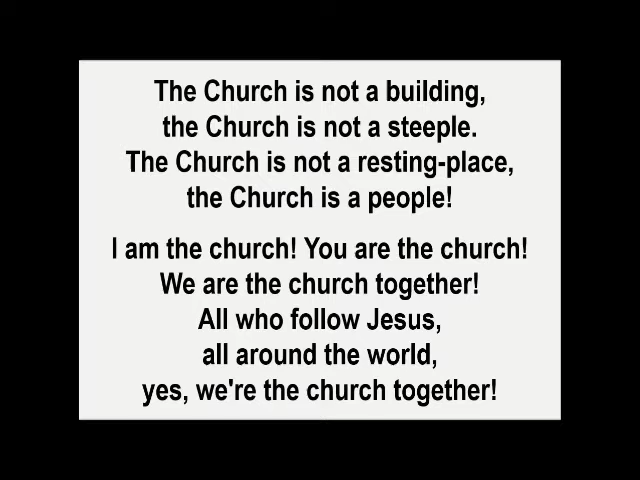 The Church is not a building,
the Church is not a steeple.
The Church is not a resting-place,
the Church is a people!
I am the church! You are the church!
We are the church together!
All who follow Jesus,
all around the world,
yes, we're the church together!